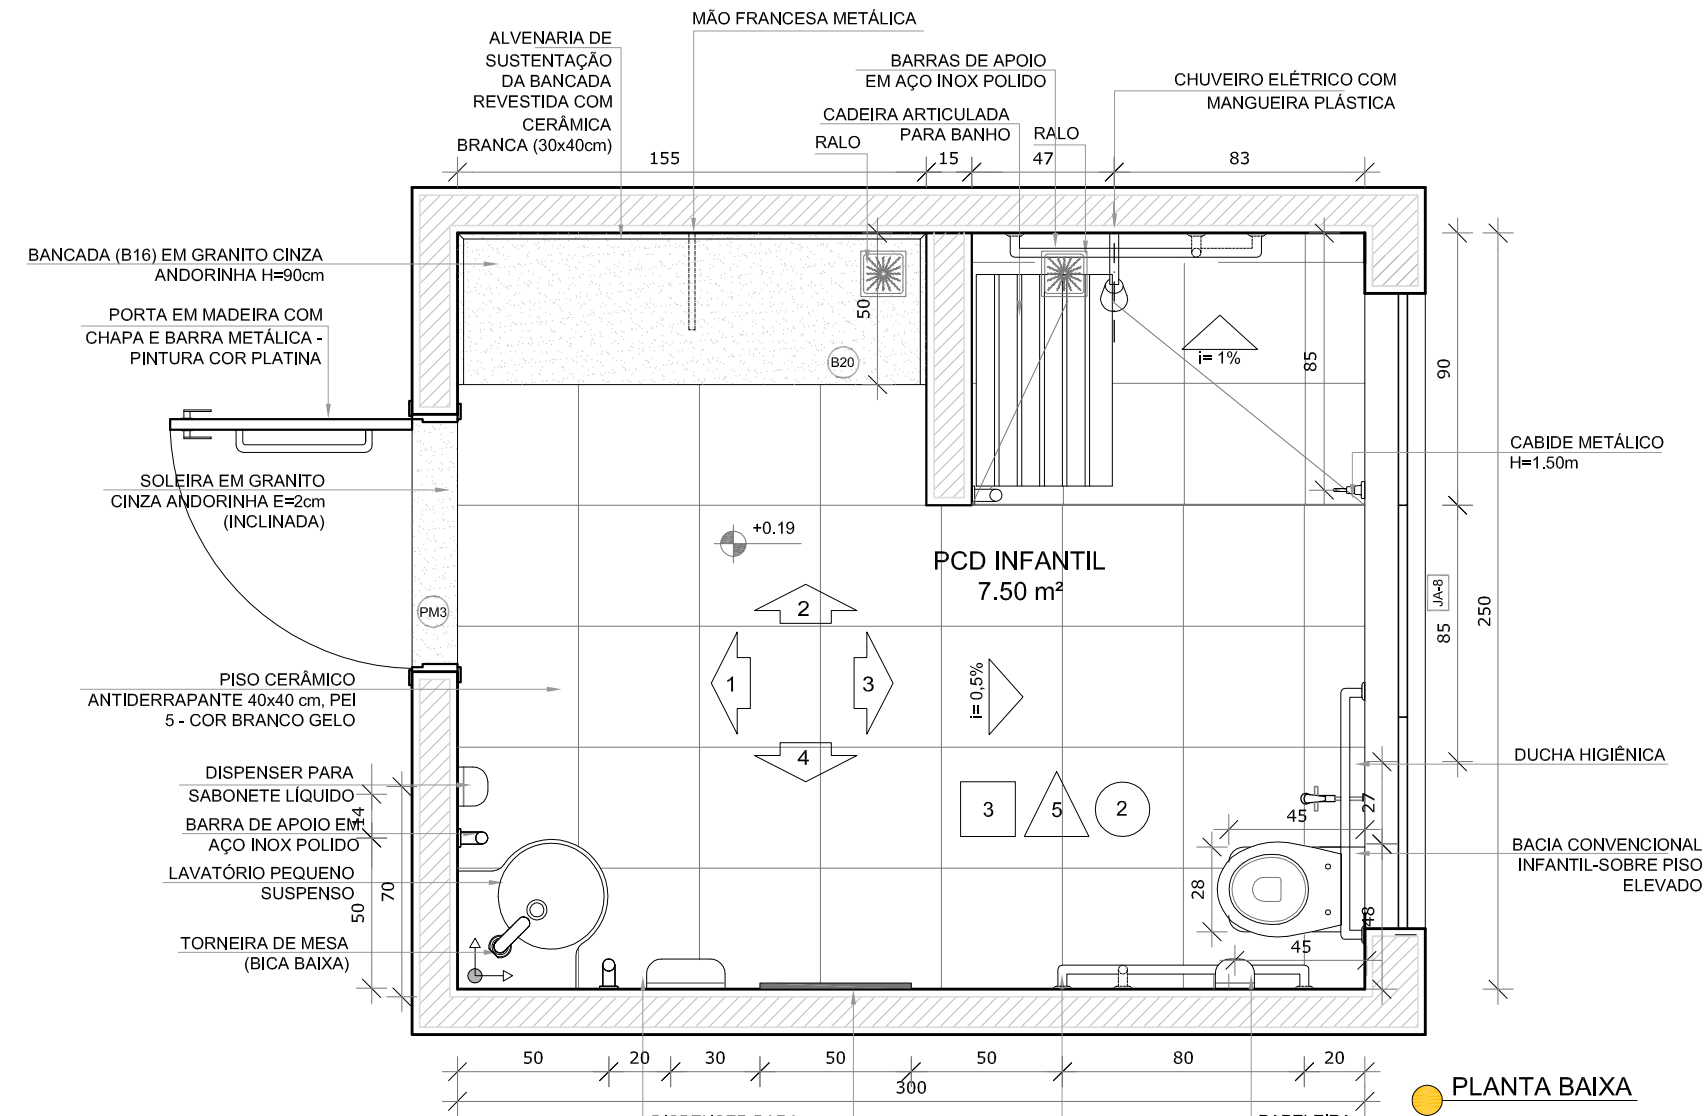 MÃO FRANCESA METÁLICA
ALVENARIA DE
SUSTENTAÇÃO
DA BANCADA
REVESTIDA COM
CERÂMICA
BRANCA (30x40cm)
BARRAS DE APOIO
EM AÇO INOX POLIDO
CHUVEIRO ELÉTRICO COM
MANGUEIRA PLÁSTICA
CADEIRA ARTICULADA
PARA BANHO
RALO
RALO
155
15
47
83
BANCADA (B16) EM GRANITO CINZA
ANDORINHA H=90cm
PORTA EM MADEIRA COM
CHAPA E BARRA METÁLICA -
PINTURA COR PLATINA
50
B20
i= 1%
85
90
CABIDE METÁLICO
H=1.50m
SOLEIRA EM GRANITO
CINZA ANDORINHA E=2cm
(INCLINADA)
+0.19
PCD INFANTIL
7.50 m²
PM3
JA-8
85
250
2
1
3
4
i= 0,5%
PISO CERÂMICO
ANTIDERRAPANTE 40x40 cm, PEI
5 - COR BRANCO GELO
DISPENSER PARA
SABONETE LÍQUIDO
14
BARRA DE APOIO EM
AÇO INOX POLIDO
LAVATÓRIO PEQUENO
SUSPENSO
70
50
TORNEIRA DE MESA
(BICA BAIXA)
3
5
2
DUCHA HIGIÊNICA
45
27
BACIA CONVENCIONAL
INFANTIL-SOBRE PISO
ELEVADO
28
48
45
50
20
30
50
50
80
20
300
PLANTA BAIXA